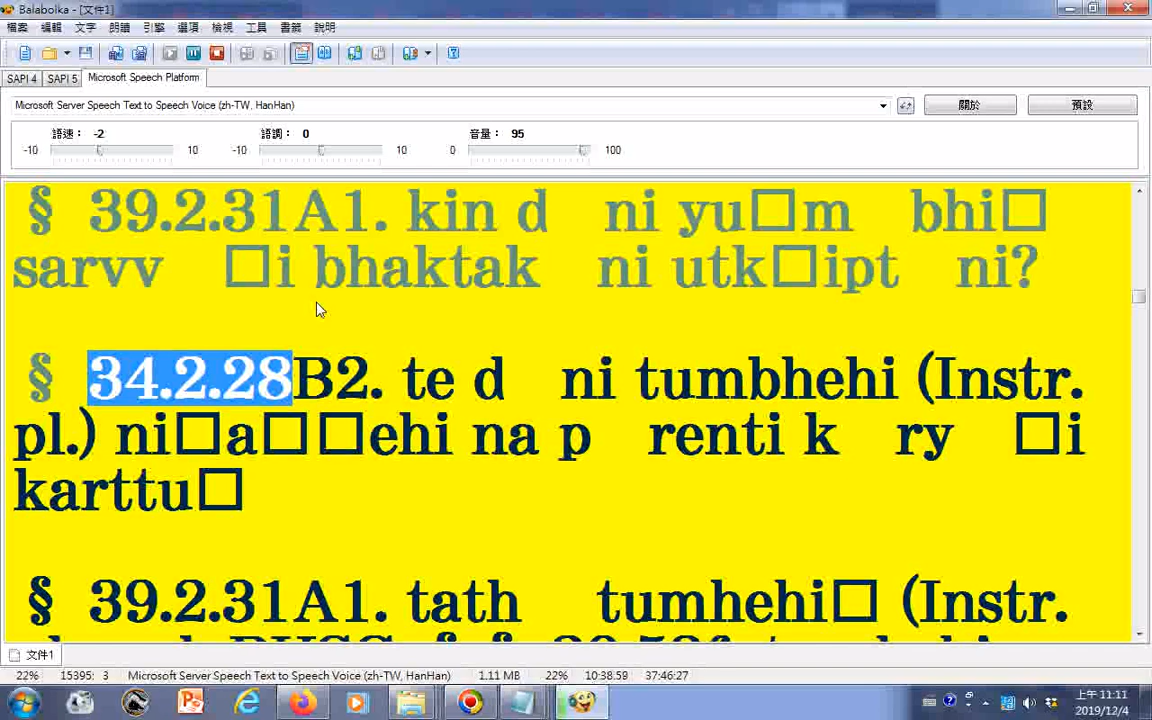 Balabolka - [文件1]
檔案 編輯 文字 朗讀 引擎 選項 檢視 工具 書籤 說明
SAPI 4 SAPI 5 Microsoft Speech Platform
Microsoft Server Speech Text to Speech Voice (zh-TW, HanHan) 關於 預設
語速： -2 語調： 0 音量： 95
-10 10 -10 10 0 100
§ 39.2.31A1. kin d ni yu□m bhi□
sarvv □i bhaktak ni utk□ipt ni?
§ 34.2.28B2. te d ni tumbhehi (Instr.
pl.) ni□a□□ehi na p renti k ry □i
karttu□
§ 39.2.31A1. tath tumhehi□ (Instr.
文件1
22% 15395: 3 Microsoft Server Speech Text to Speech Voice (zh-TW, HanHan) 1.11 MB 22% 10:38:59 37:46:27
上午 11:11
2019/12/4